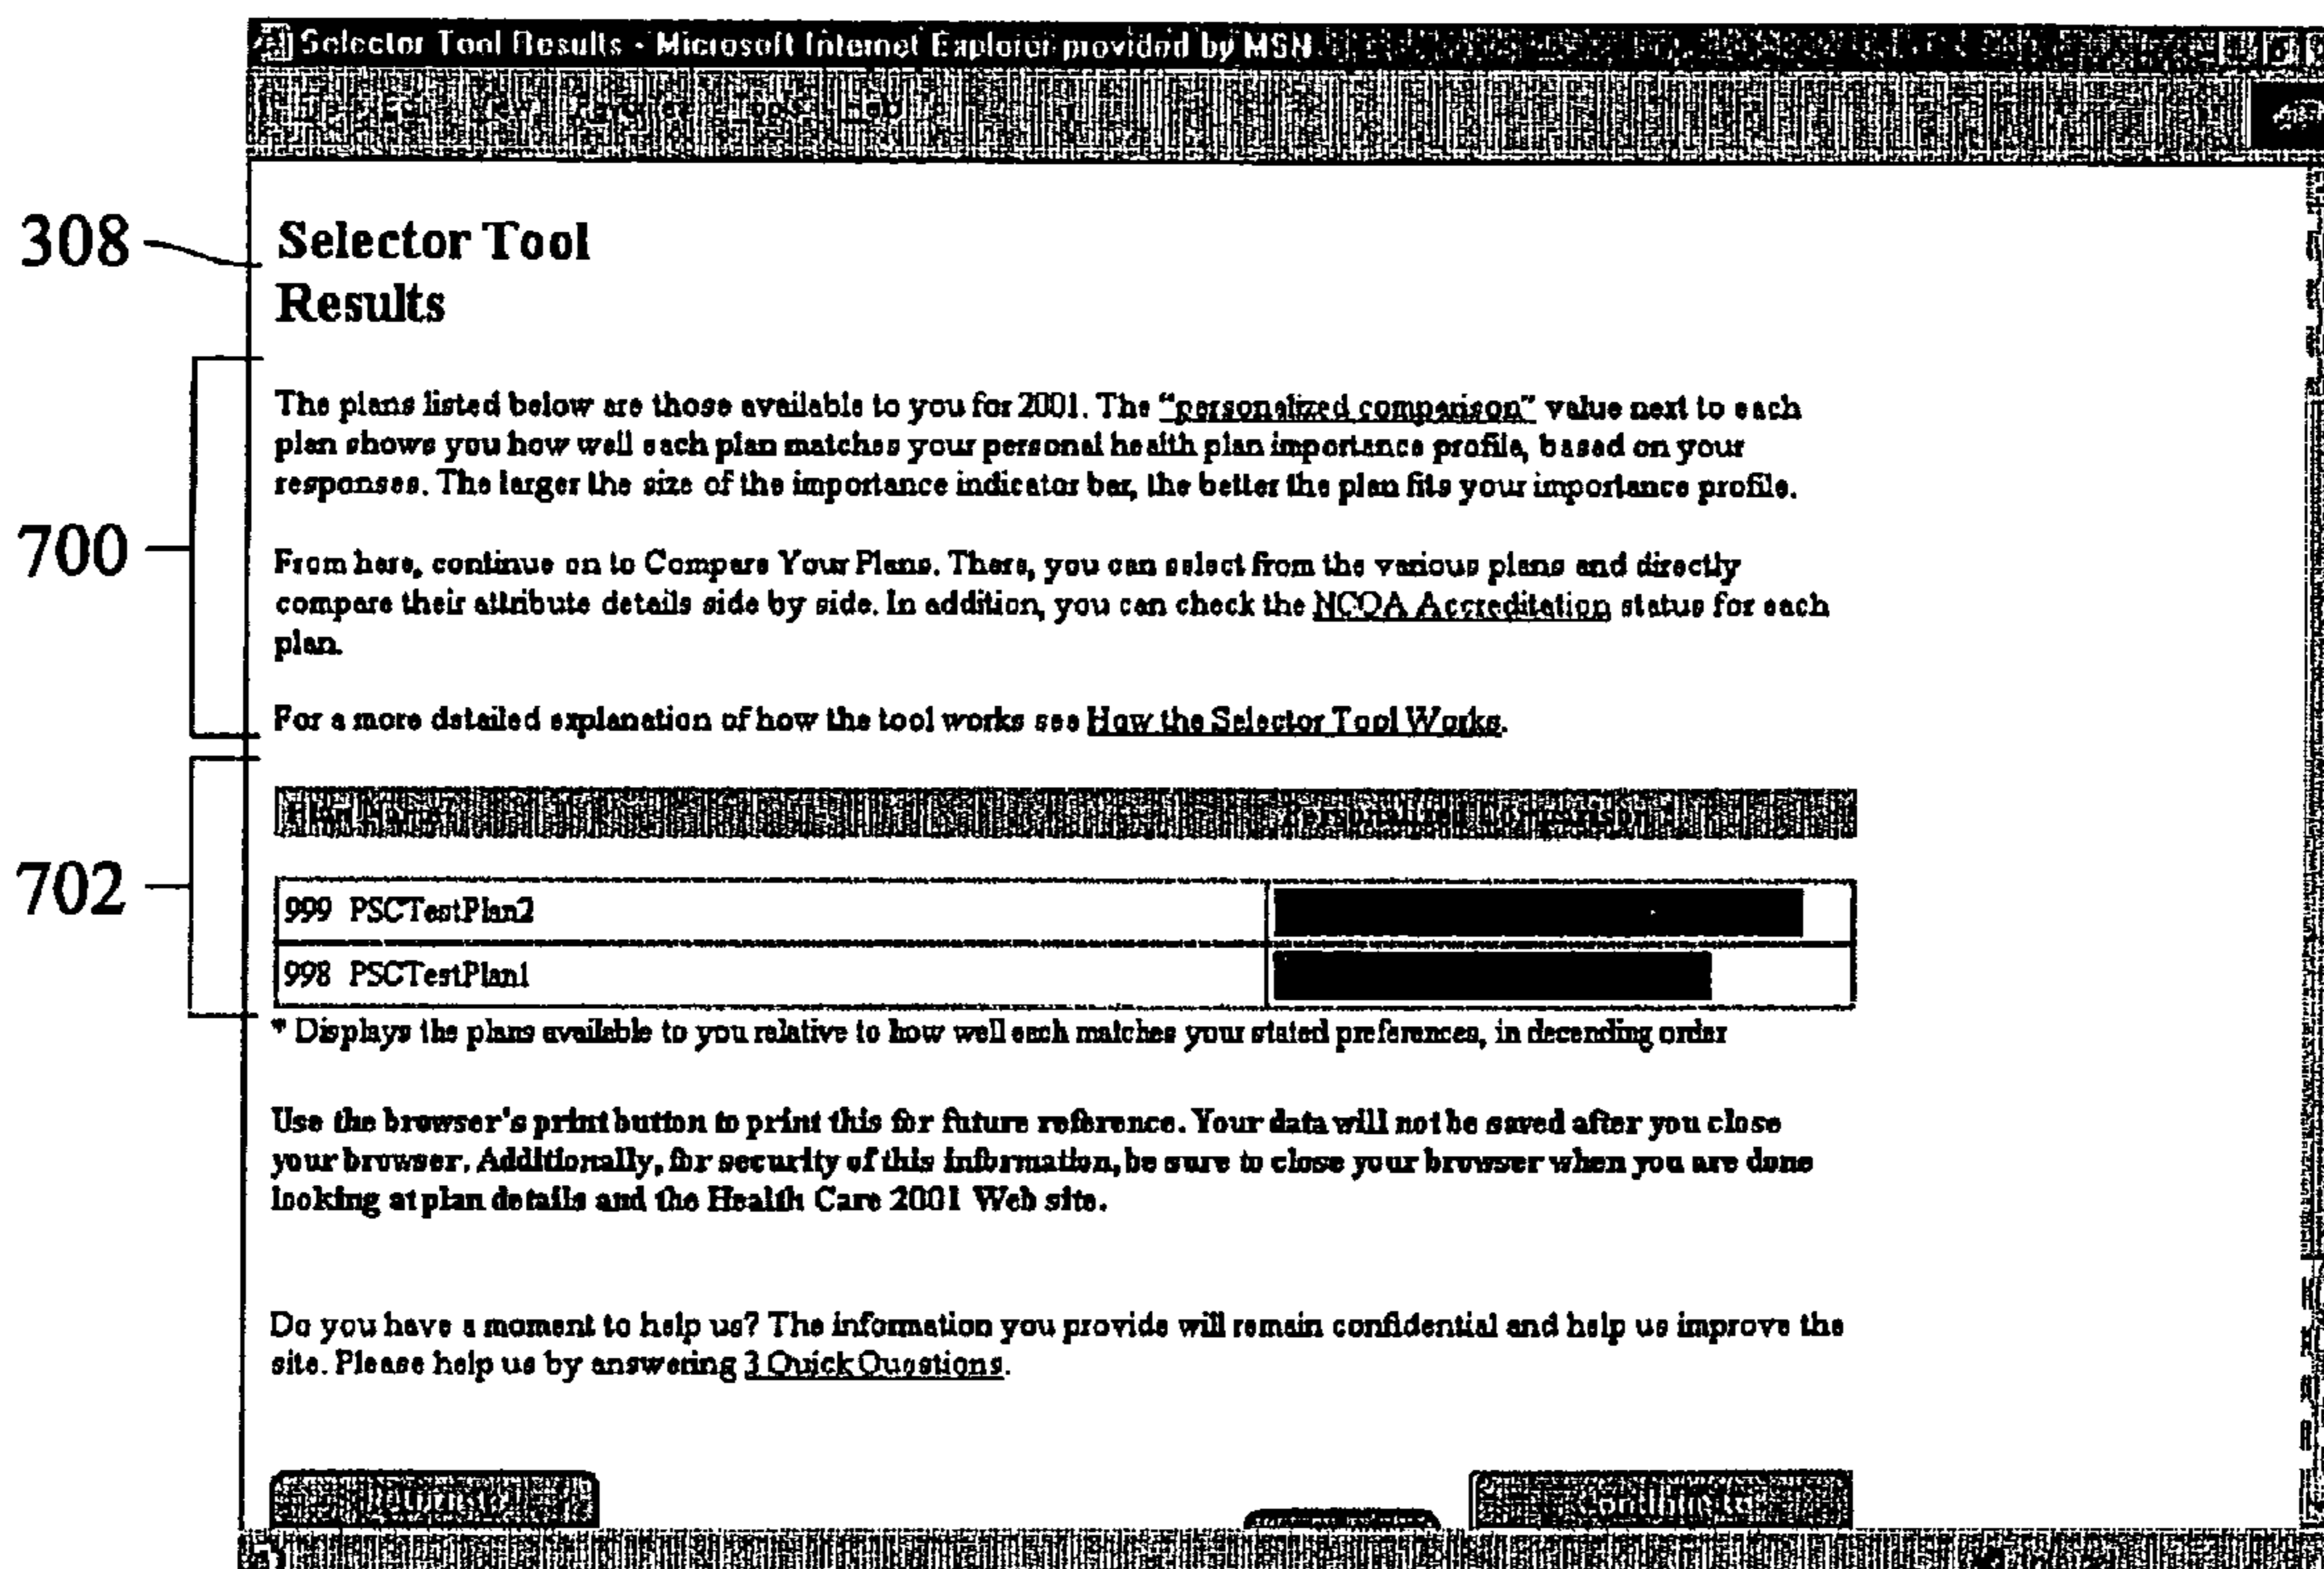 Selector Tool Results - Microsoft Internet Explorer provided by MSN
308
Selector Tool
Results
700
The plans listed below are those available to you for 2001. The "personalized comparison" value next to each
plan shows you how well each plan matches your personal health plan importance profile, based on your
responses. The larger the size of the importance indicator bar, the better the plan fits your importance profile.
From here, continue on to Compare Your Plans. There, you can select from the various plans and directly
compare their attribute details side by side. In addition, you can check the NCQA Accreditation status for each
plan.
For a more detailed explanation of how the tool works see How the Selector Tool Works.
702
Plan Name Personalized Comparison
999 PSCTestPlan2
998 PSCTestPlan1
* Displays the plans available to you relative to how well each matches your stated preferences, in decending order
Use the browser's print button to print this for future reference. Your data will not be saved after you close
your browser. Additionally, for security of this information, be sure to close your browser when you are done
looking at plan details and the Health Care 2001 Web site.
Do you have a moment to help us? The information you provide will remain confidential and help us improve the
site. Please help us by answering 3 Quick Questions.